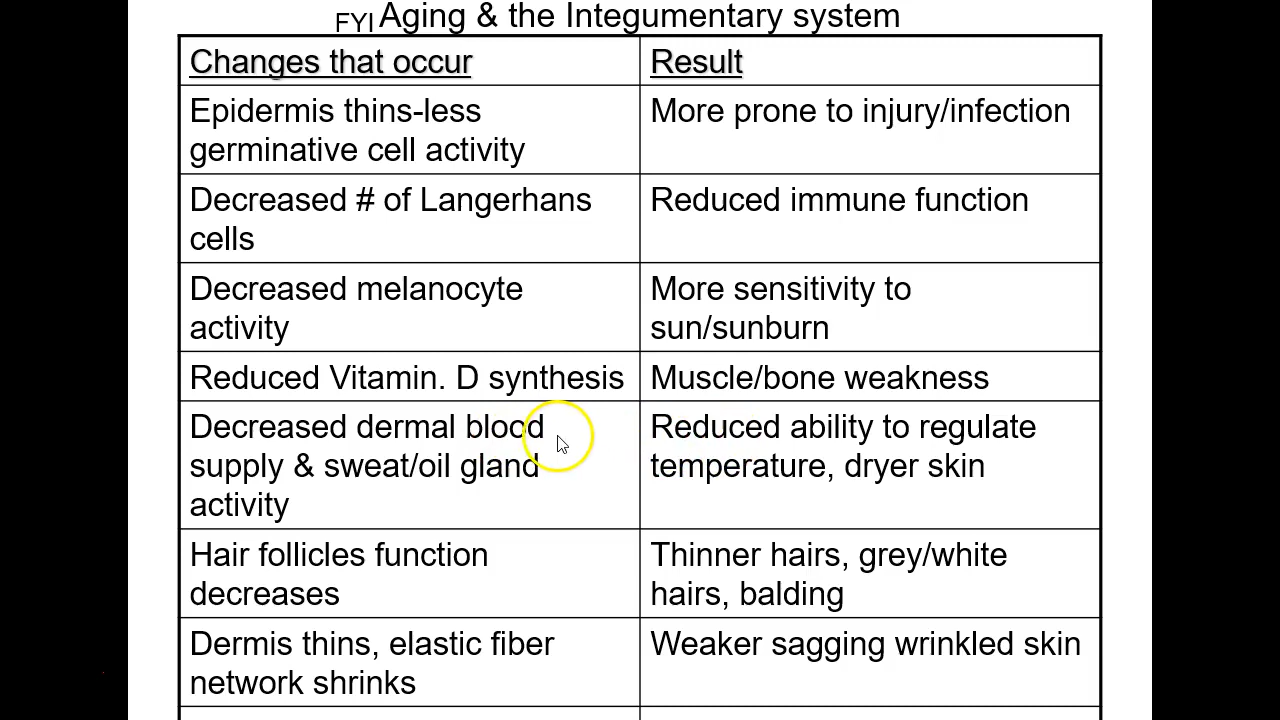 FYI Aging & the Integumentary system
Changes that occur
Result
Epidermis thins-less
germinative cell activity
More prone to injury/infection
Decreased # of Langerhans
cells
Reduced immune function
Decreased melanocyte
activity
More sensitivity to
sun/sunburn
Reduced Vitamin. D synthesis
Muscle/bone weakness
Decreased dermal blood
supply & sweat/oil gland
activity
Reduced ability to regulate
temperature, dryer skin
Hair follicles function
decreases
Thinner hairs, grey/white
hairs, balding
Dermis thins, elastic fiber
network shrinks
Weaker sagging wrinkled skin